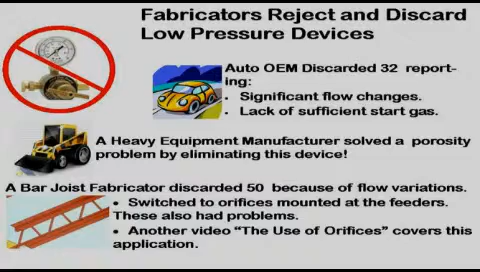 Fabricators Reject and Discard
Low Pressure Devices
Auto OEM Discarded 32 report-
ing:
• Significant flow changes.
• Lack of sufficient start gas.
A Heavy Equipment Manufacturer solved a porosity
problem by eliminating this device!
A Bar Joist Fabricator discarded 50 because of flow variations.
• Switched to orifices mounted at the feeders.
These also had problems.
• Another video “The Use of Orifices” covers this
application.